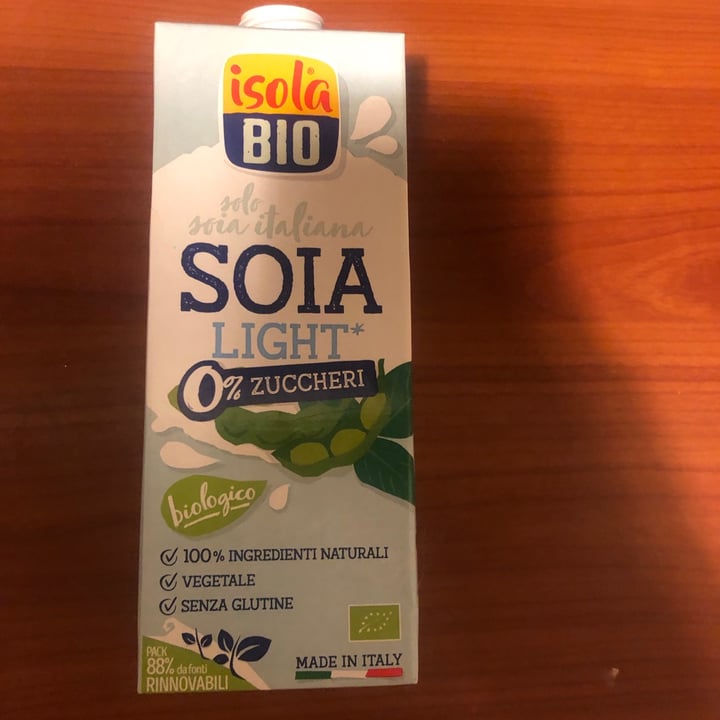 isola
BIO
solo
soia italiana
SOIA
LIGHT*
0% ZUCCHERI
biologico
100% INGREDIENTI NATURALI
VEGETALE
SENZA GLUTINE
PACK
88% da fonti
RINNOVABILI
MADE IN ITALY